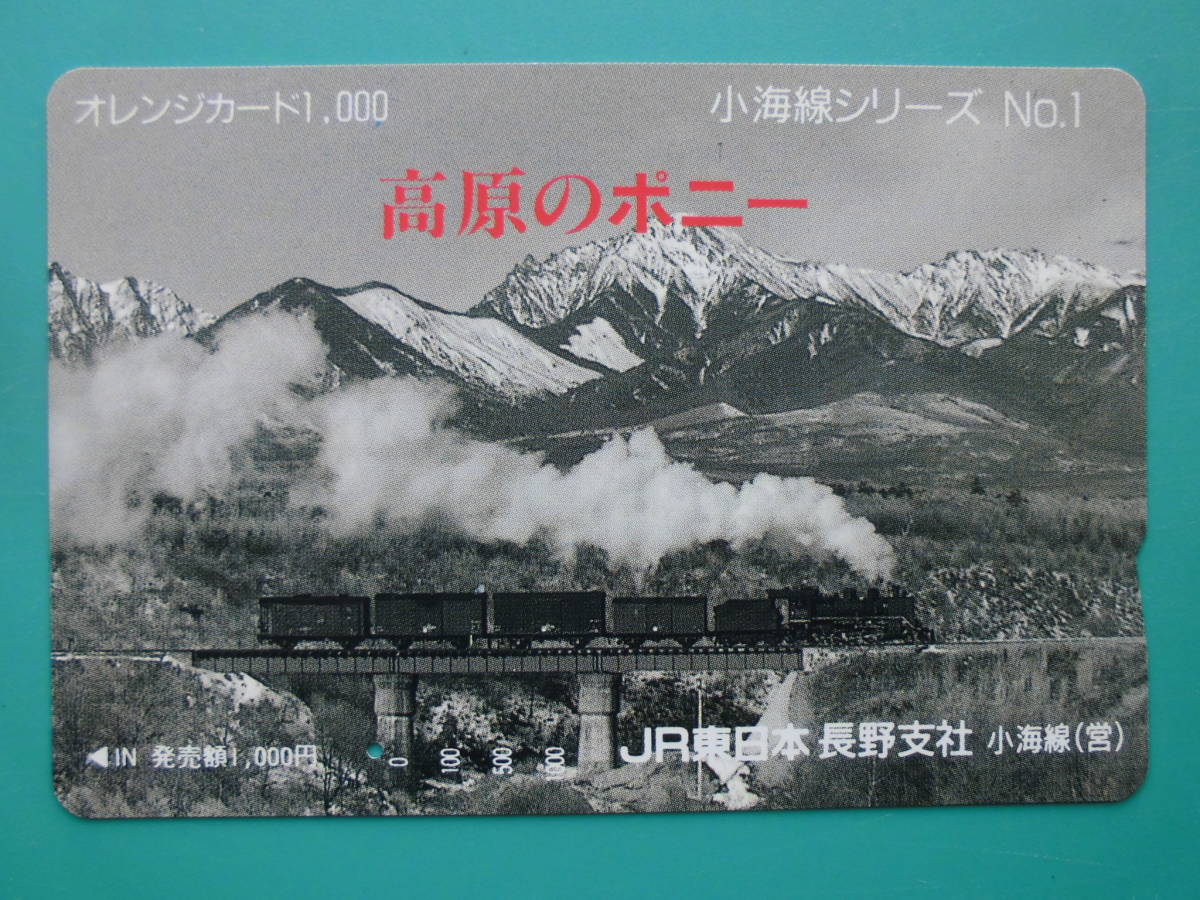 オレンジカード1,000
小海線シリーズ No.1
高原のポニー
JR東日本 長野支社 小海線(営)
◀IN 発売額1,000円
0 100 500 1000